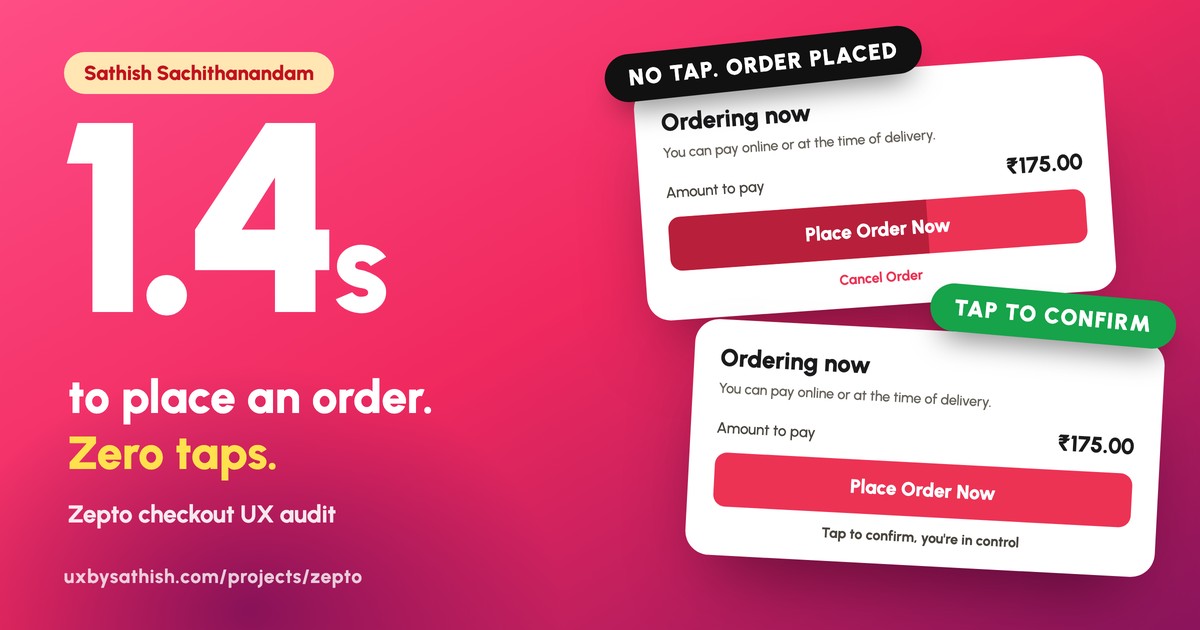 Sathish Sachithanandam
1.4s
to place an order.
Zero taps.
Zepto checkout UX audit
uxbysathish.com/projects/zepto
NO TAP. ORDER PLACED
Ordering now
You can pay online or at the time of delivery.
Amount to pay
₹175.00
Place Order Now
Cancel Order
TAP TO CONFIRM
Ordering now
You can pay online or at the time of delivery.
Amount to pay
₹175.00
Place Order Now
Tap to confirm, you're in control